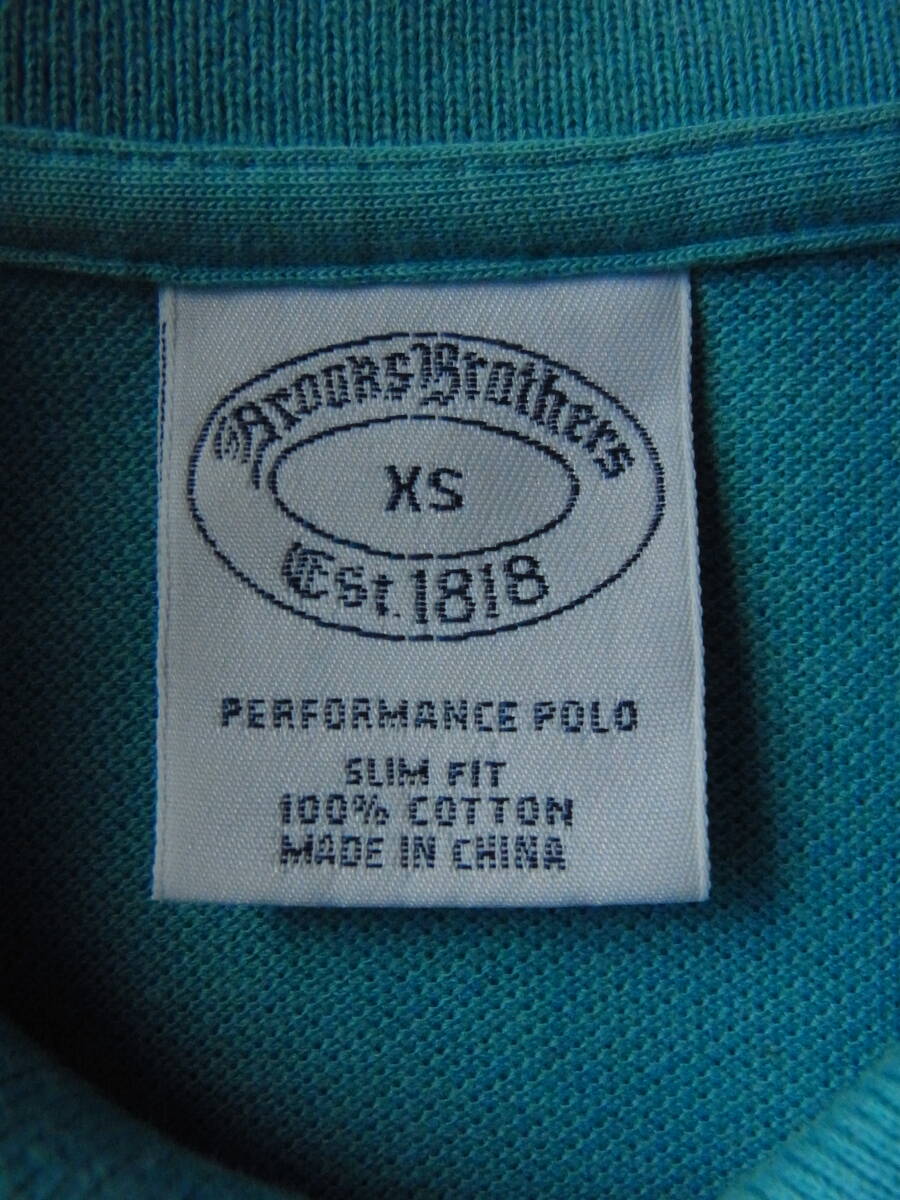 Brooks Brothers
XS
Est. 1818
PERFORMANCE POLO
SLIM FIT
100% COTTON
MADE IN CHINA